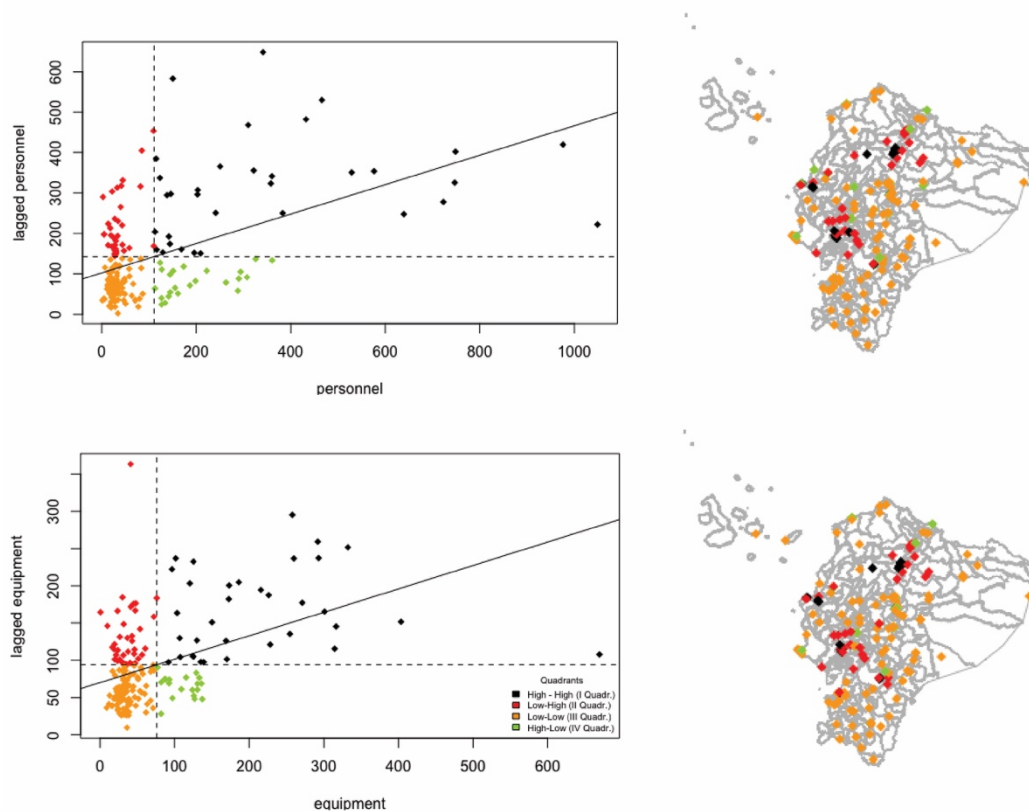 lagged personnel
600
500
400
300
200
100
0
0 200 400 600 800 1000
personnel
lagged equipment
300
200
100
50
0
Quadrants
High - High (I Quadr.)
Low-High (II Quadr.)
Low-Low (III Quadr.)
High-Low (IV Quadr.)
0 100 200 300 400 500 600
equipment